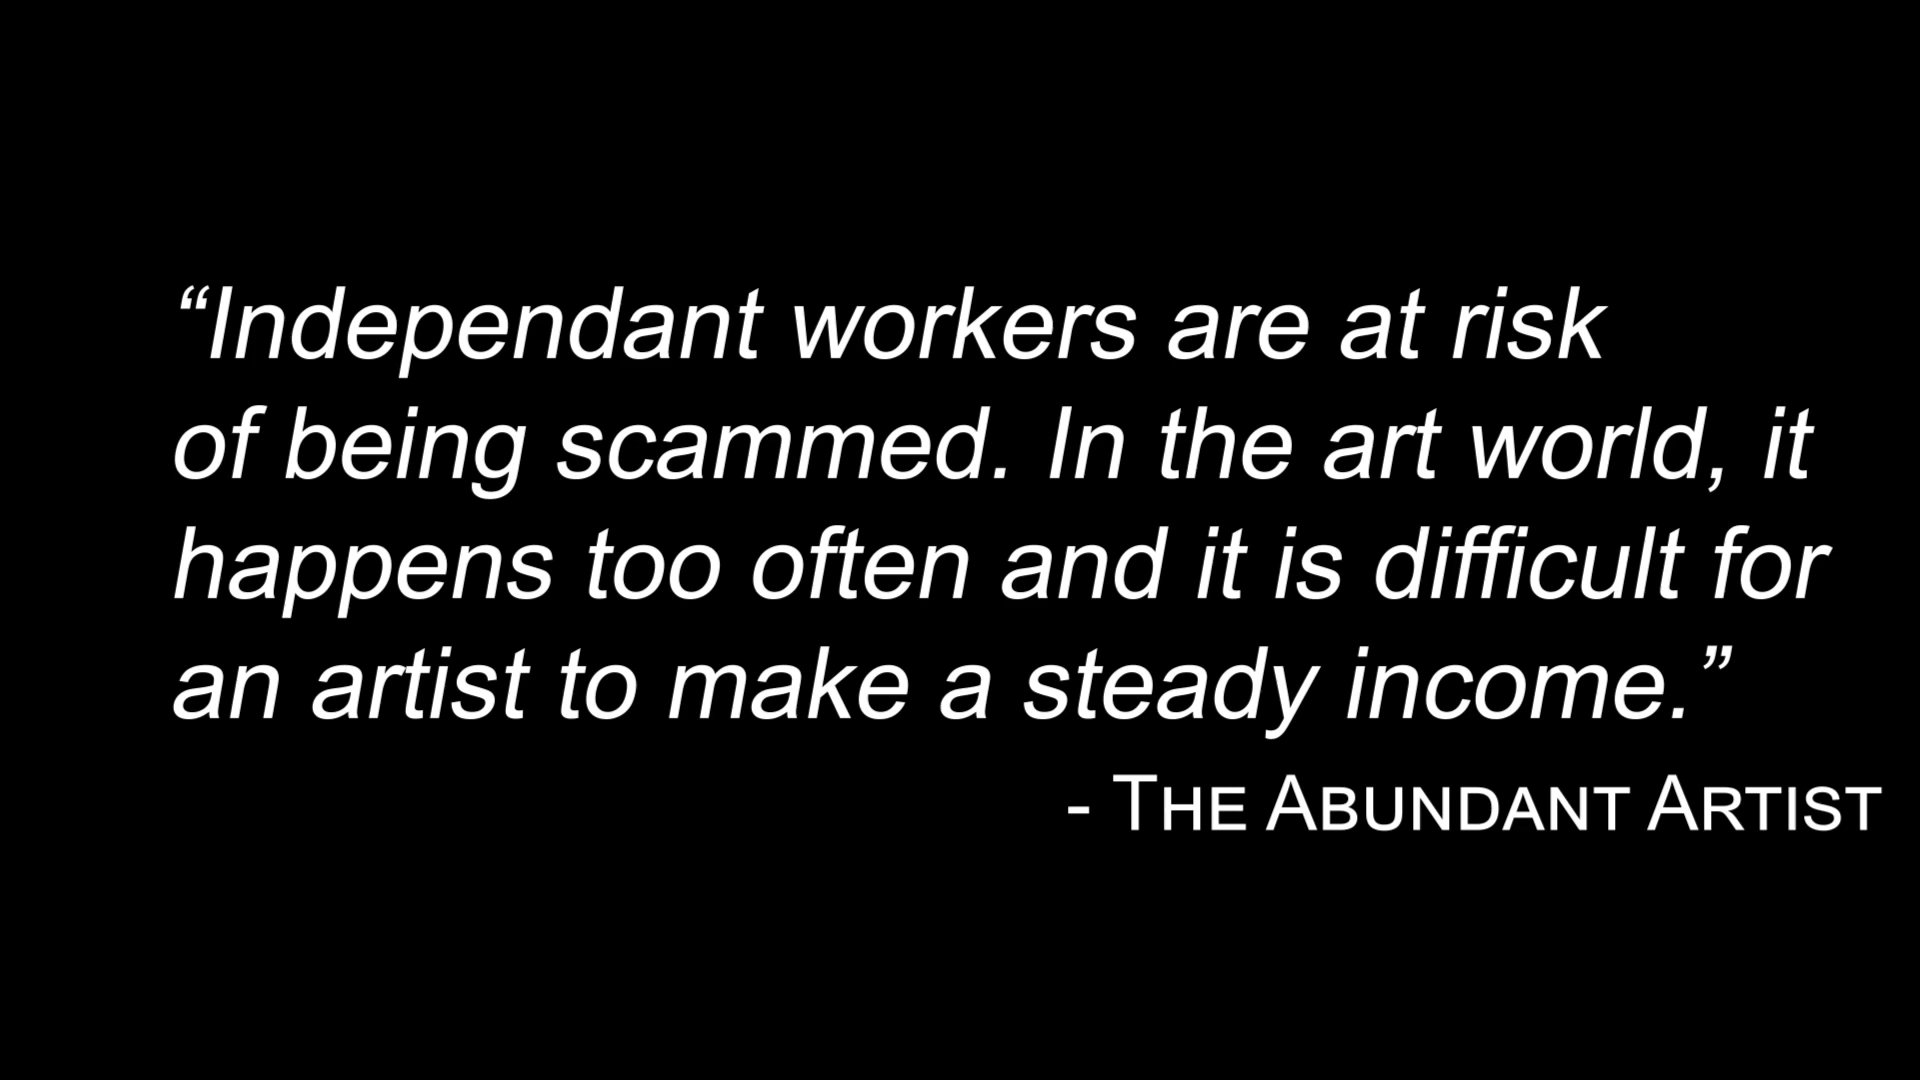 “Independant workers are at risk
of being scammed. In the art world, it
happens too often and it is difficult for
an artist to make a steady income.”
- The Abundant Artist